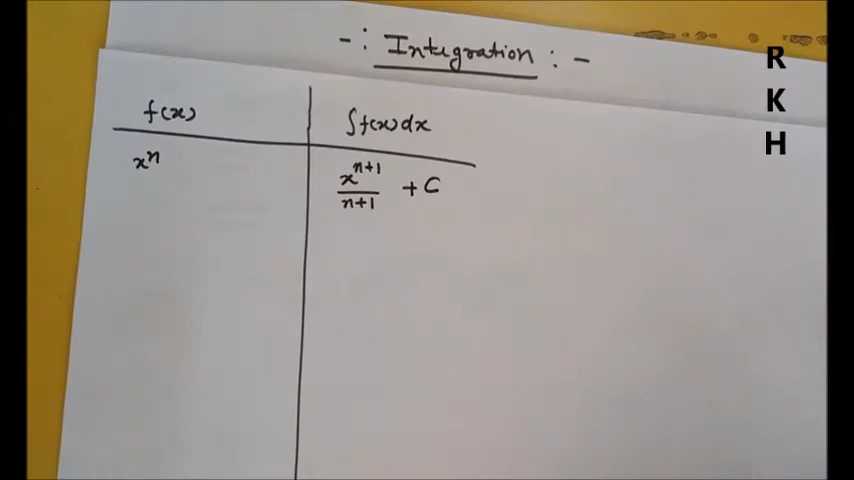 -: Integration :-
R
K
H
f(x) ∫f(x)dx
xⁿ xⁿ⁺¹/n+1 + C